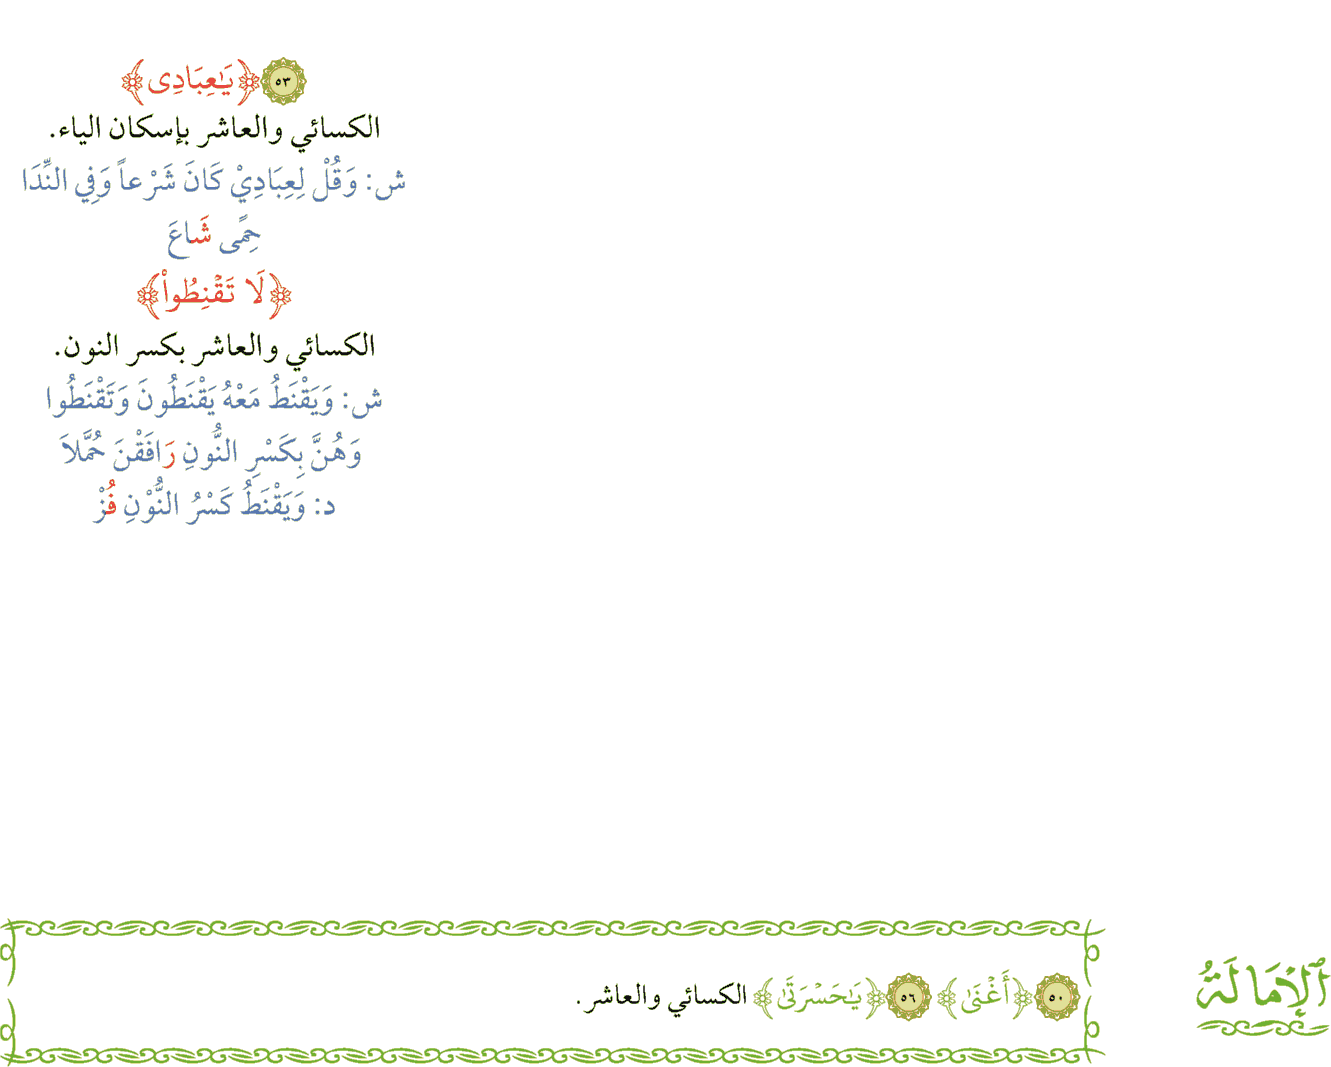 ٥٣ ﴿يَٰعِبَادِى﴾
الكسائي والعاشر بإسكان الياء.
ش: وَقُلْ لِعِبَادِيْ كَانَ شَرْعاً وَفِي النِّدَا
حِمًى شَاعَ
﴿لَا تَقْنِطُواْ﴾
الكسائي والعاشر بكسر النون.
ش: وَيَقْنَطُ مَعْهُ يَقْنَطُونَ وَتَقْنَطُوا
وَهُنَّ بِكَسْرِ النُّونِ رَافَقْنَ حُمَّلاَ
د: وَيَقْنَطُ كَسْرُ النُّوْنِ فُزْ
ٱلْإِمَالَةُ
٥٠ ﴿أَغْنَىٰ﴾ ٥٦ ﴿يَٰحَسْرَتَىٰ﴾ الكسائي والعاشر.